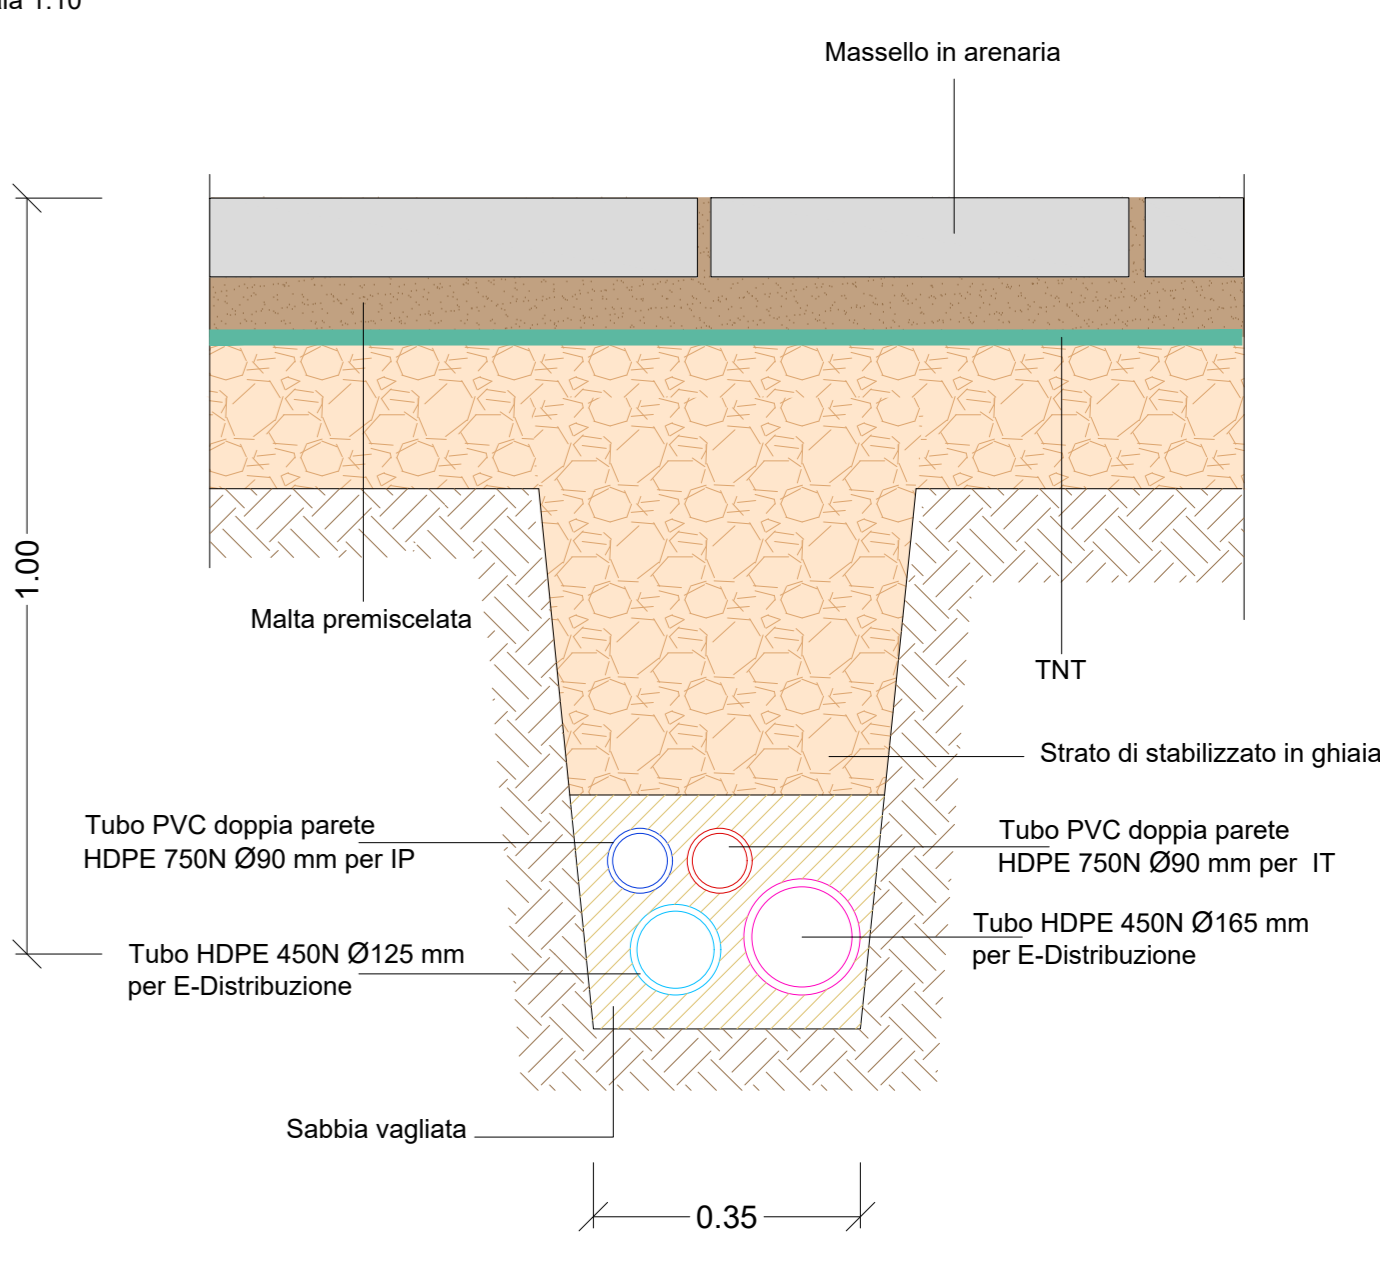 1:10
Massello in arenaria
1.00
Malta premiscelata
TNT
Strato di stabilizzato in ghiaia
Tubo PVC doppia parete
HDPE 750N Ø90 mm per IP
Tubo PVC doppia parete
HDPE 750N Ø90 mm per IT
Tubo HDPE 450N Ø165 mm
per E-Distribuzione
Tubo HDPE 450N Ø125 mm
per E-Distribuzione
Sabbia vagliata
0.35